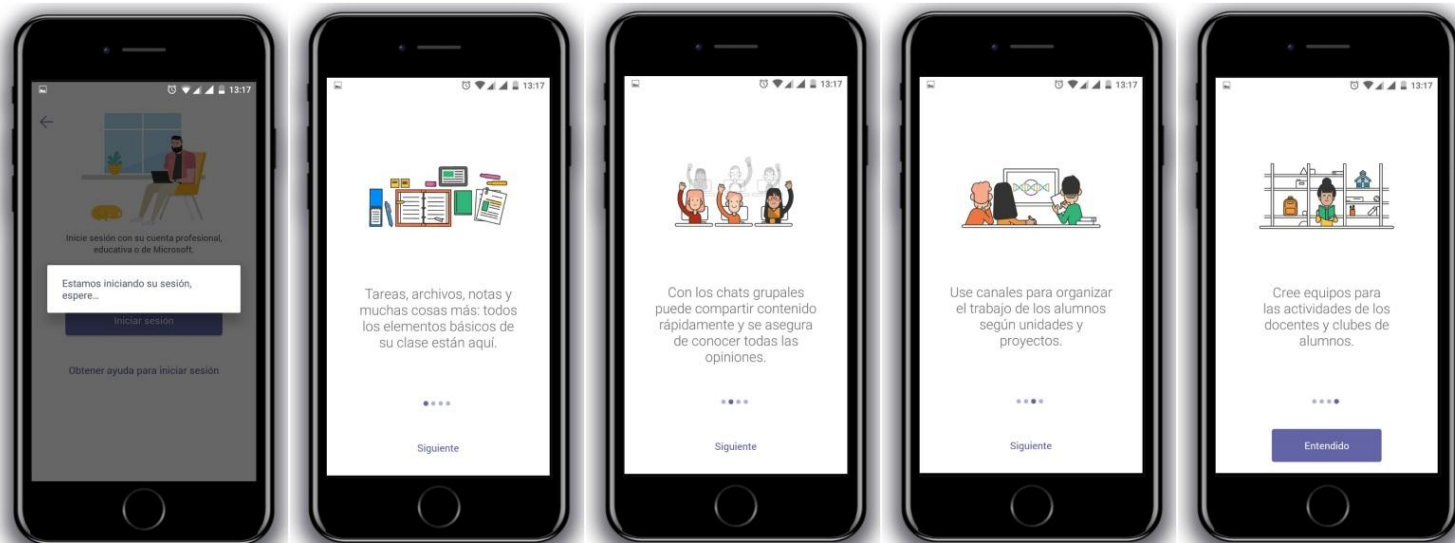 13:17
Inicie sesión con su cuenta profesional,
educativa o de Microsoft.
Estamos iniciando su sesión,
espere...
Iniciar sesión
Obtener ayuda para iniciar sesión
13:17
Tareas, archivos, notas y
muchas cosas más: todos
los elementos básicos de
su clase están aquí.
Siguiente
13:17
Con los chats grupales
puede compartir contenido
rápidamente y se asegura
de conocer todas las
opiniones.
Siguiente
13:17
Use canales para organizar
el trabajo de los alumnos
según unidades y
proyectos.
Siguiente
13:17
Cree equipos para
las actividades de los
docentes y clubes de
alumnos.
Entendido